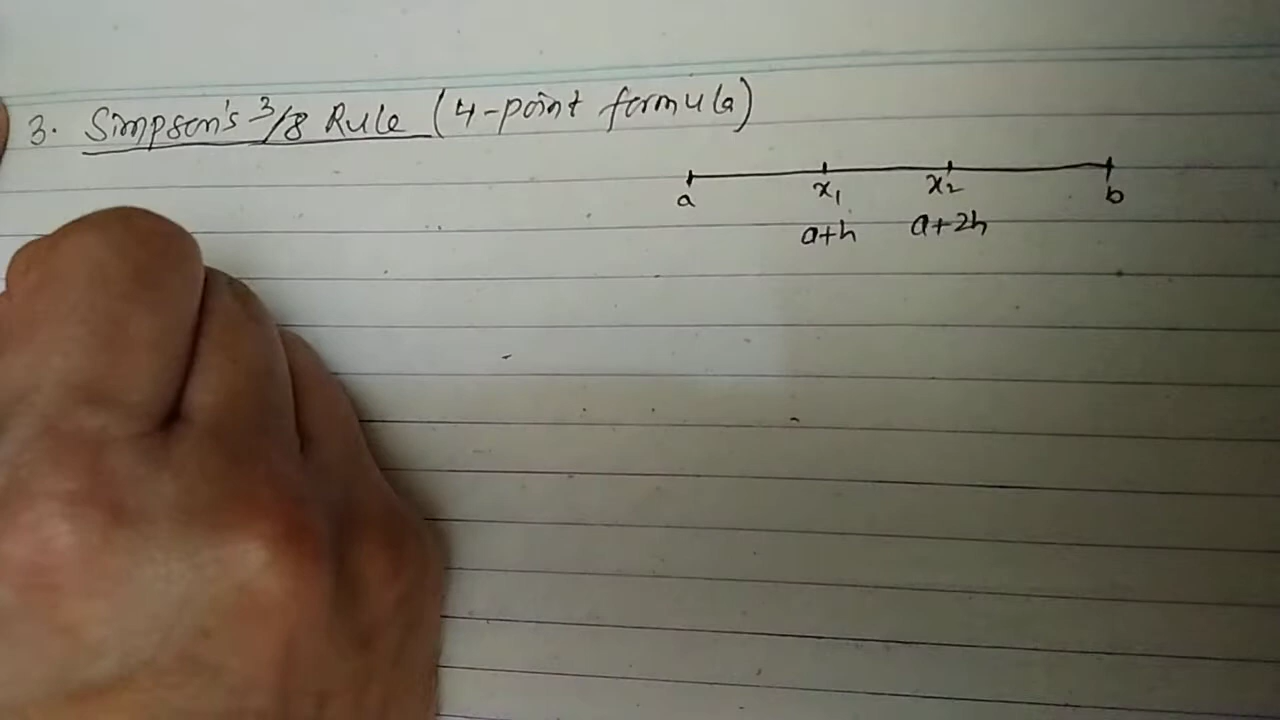 3. Simpson's 3/8 Rule (4-point formula)
a x₁ x₂ b
a+h a+2h